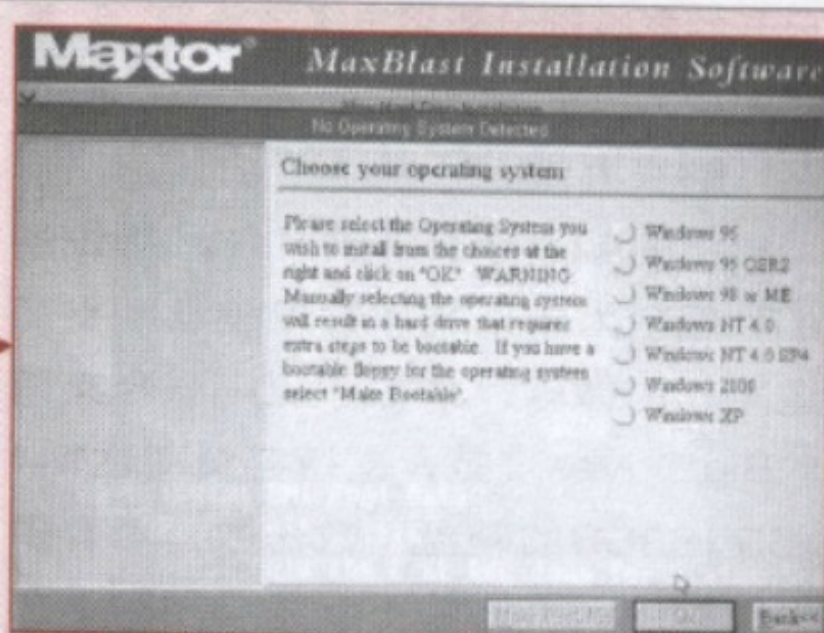 Maxtor®
MaxBlast Installation Software
No Operating System Detected
Choose your operating system
Please select the Operating System you
wish to install from the choices at the
right and click on "OK". WARNING:
Manually selecting the operating system
will result in a hard drive that requires
extra steps to be bootable. If you have a
bootable floppy for the operating system
select "Make Bootable".
Windows 95
Windows 95 OSR2
Windows 98 or ME
Windows NT 4.0
Windows NT 4.0 SP4
Windows 2000
Windows XP
OK
Back<<